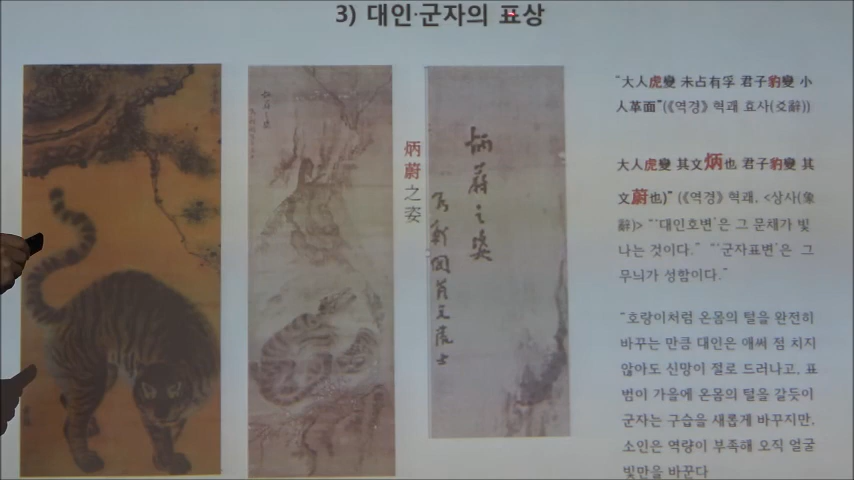 3) 대인·군자의 표상
炳
蔚
之
姿
炳蔚之姿
"大人虎變 未占有孚 君子豹變 小
人革面"(《역경》 혁괘 효사(爻辭))
大人虎變 其文炳也 君子豹變 其
文蔚也)" (《역경》 혁괘, <상사(象
辭)> "'대인호변'은 그 문채가 빛
나는 것이다." "'군자표변'은 그
무늬가 성함이다."
"호랑이처럼 온몸의 털을 완전히
바꾸는 만큼 대인은 애써 점 치지
않아도 신망이 절로 드러나고, 표
범이 가을에 온몸의 털을 갈듯이
군자는 구습을 새롭게 바꾸지만,
소인은 역량이 부족해 오직 얼굴
빛만을 바꾼다